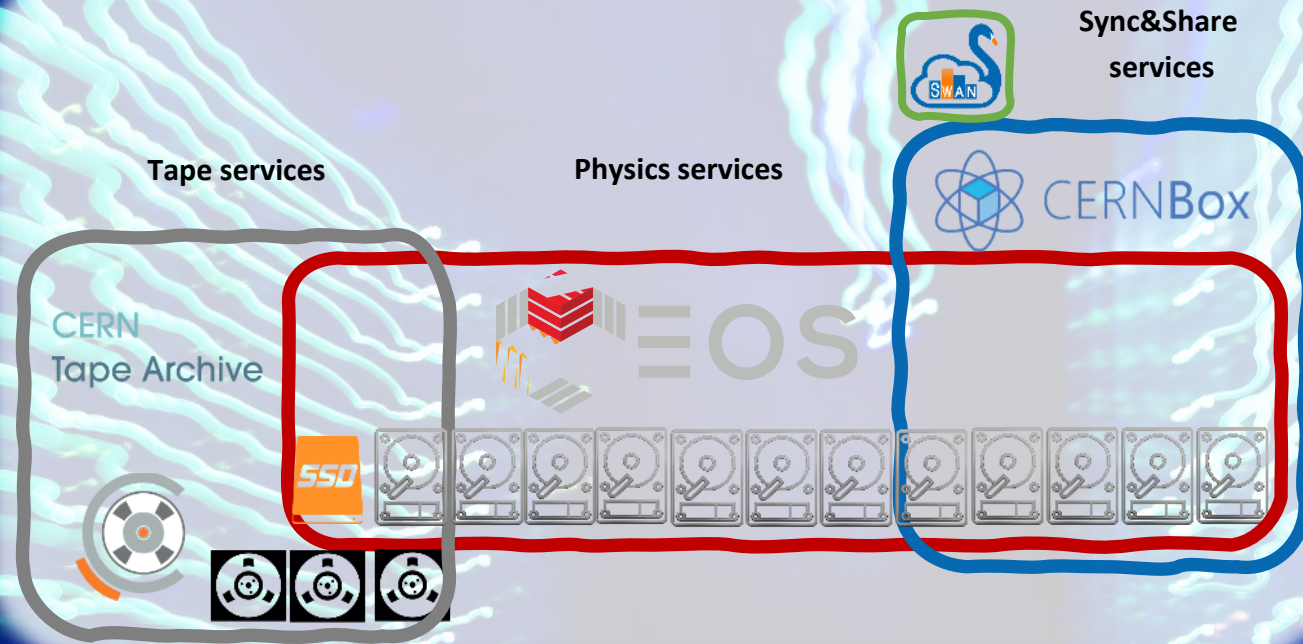 Sync&Share
services
SWAN
Tape services
Physics services
CERNBox
CERN
Tape Archive
EOS
SSD